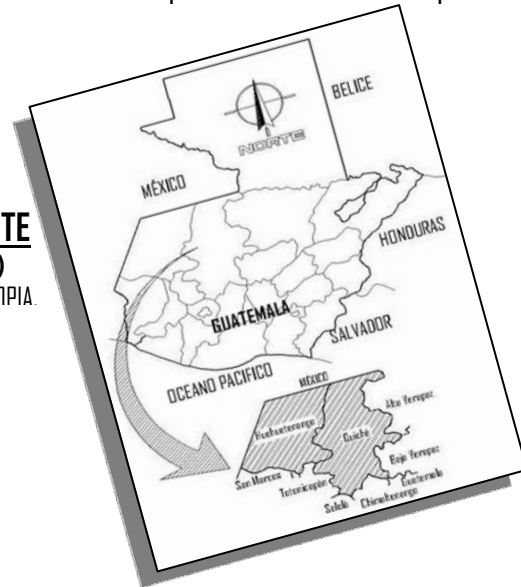 BELICE
NORTE
MÉXICO
TE
O
HONDURAS
GUATEMALA
SALVADOR
OCEANO PACIFICO
MÉXICO
Alta Verapaz
Huehuetenango
Quiché
Baja Verapaz
San Marcos
Totonicapán
Guatemala
Sololá
Chimaltenango